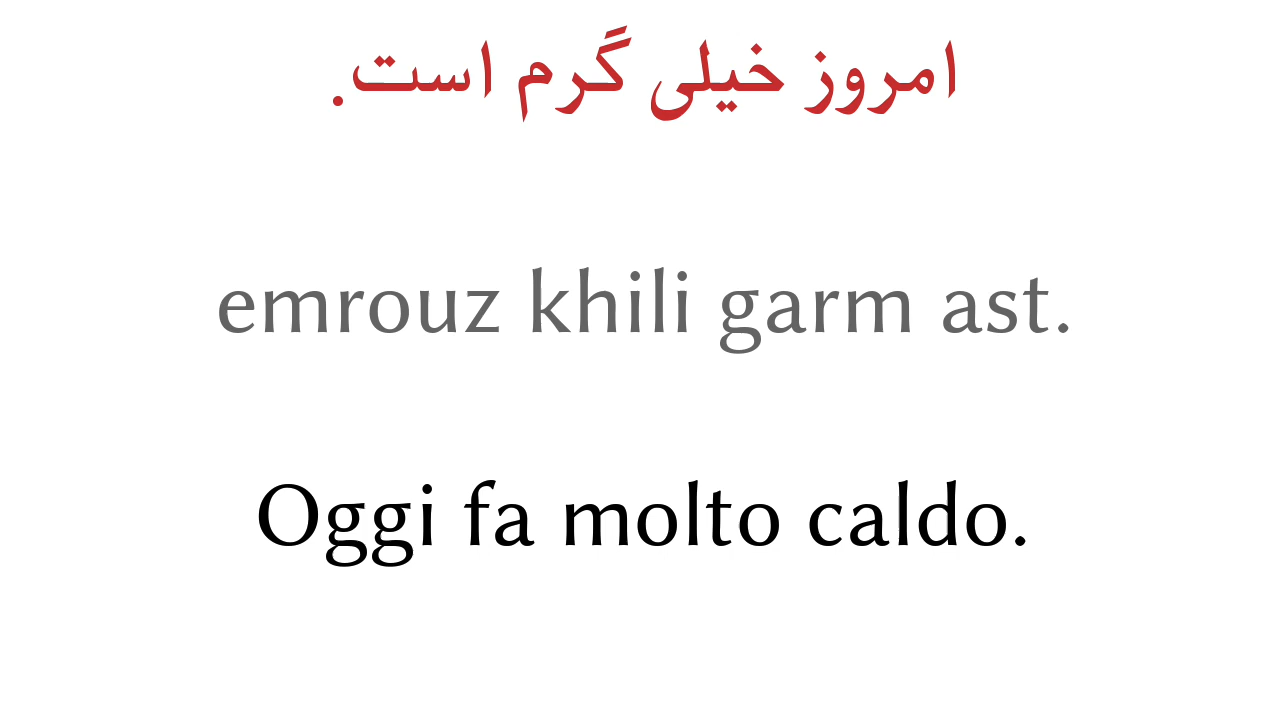 امروز خیلی گرم است.
emrouz khili garm ast.
Oggi fa molto caldo.